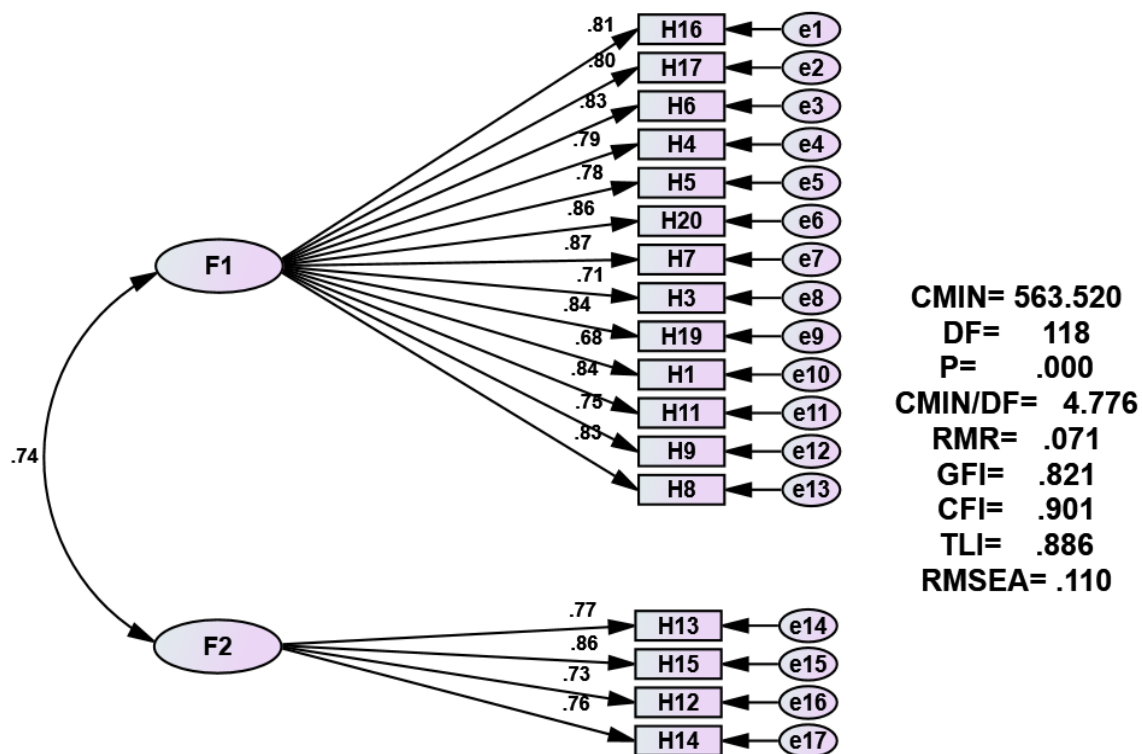 .81 H16 e1
.80 H17 e2
.83 H6 e3
.79 H4 e4
.78 H5 e5
.86 H20 e6
F1
.87 H7 e7
.71 H3 e8
.84 H19 e9
.68 H1 e10
.84 H11 e11
.75 H9 e12
.83 H8 e13
.74
F2
.77 H13 e14
.86 H15 e15
.73 H12 e16
.76 H14 e17
CMIN= 563.520
DF= 118
P= .000
CMIN/DF= 4.776
RMR= .071
GFI= .821
CFI= .901
TLI= .886
RMSEA= .110